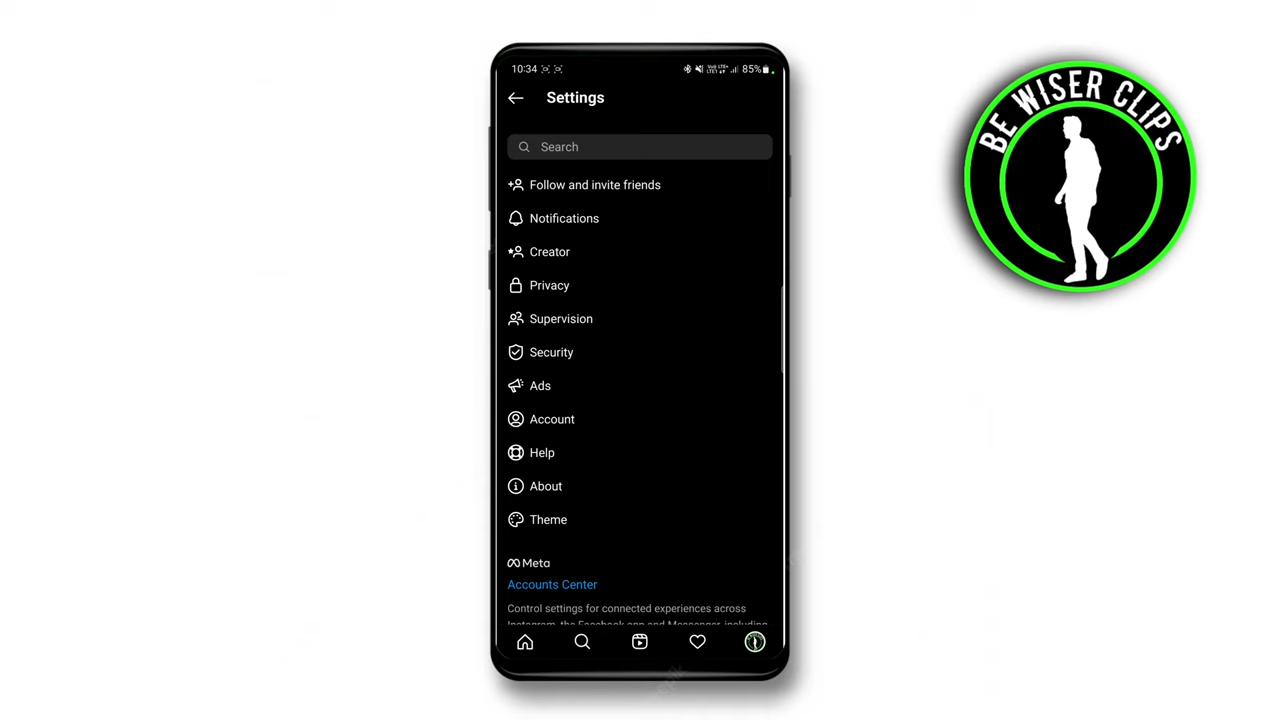 10:34
85%
Settings
Search
Follow and invite friends
Notifications
Creator
Privacy
Supervision
Security
Ads
Account
Help
About
Theme
Meta
Accounts Center
Control settings for connected experiences across
Instagram, the Facebook app and Messenger, including
BE WISER CLIPS